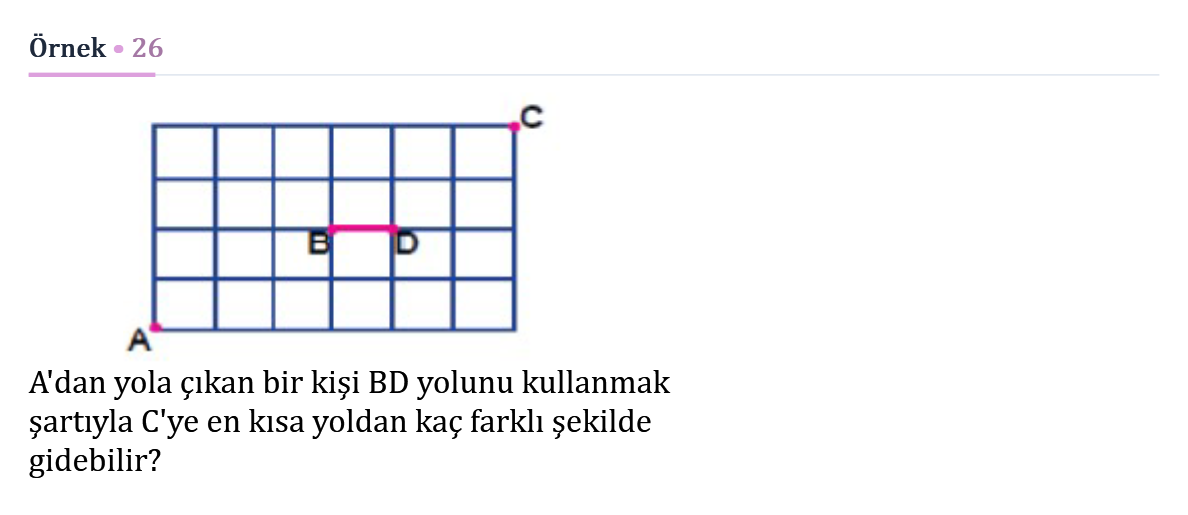 Örnek • 26
C
B D
A
A'dan yola çıkan bir kişi BD yolunu kullanmak
şartıyla C'ye en kısa yoldan kaç farklı şekilde
gidebilir?